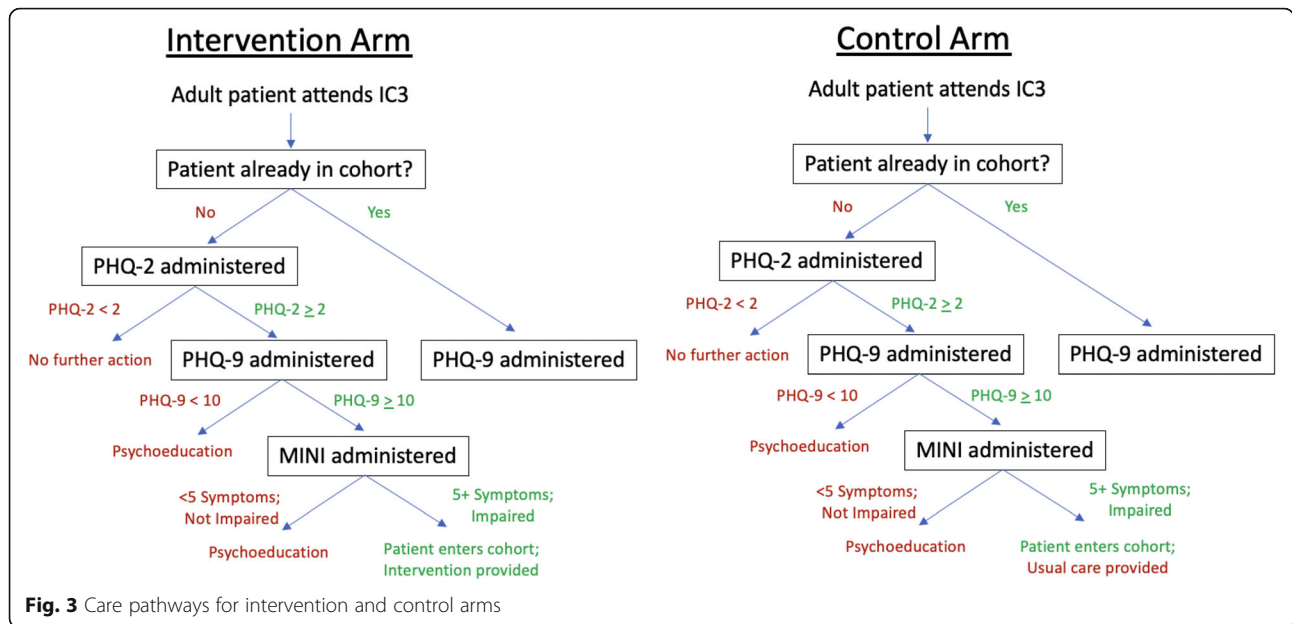 Intervention Arm
Adult patient attends IC3
Patient already in cohort?
No
Yes
PHQ-2 administered
PHQ-2 < 2
PHQ-2 ≥ 2
No further action
PHQ-9 administered
PHQ-9 administered
PHQ-9 < 10
PHQ-9 ≥ 10
Psychoeducation
MINI administered
<5 Symptoms;
Not Impaired
5+ Symptoms;
Impaired
Psychoeducation
Patient enters cohort;
Intervention provided
Control Arm
Adult patient attends IC3
Patient already in cohort?
No
Yes
PHQ-2 administered
PHQ-2 < 2
PHQ-2 ≥ 2
No further action
PHQ-9 administered
PHQ-9 administered
PHQ-9 < 10
PHQ-9 ≥ 10
Psychoeducation
MINI administered
<5 Symptoms;
Not Impaired
5+ Symptoms;
Impaired
Psychoeducation
Patient enters cohort;
Usual care provided
Fig. 3 Care pathways for intervention and control arms